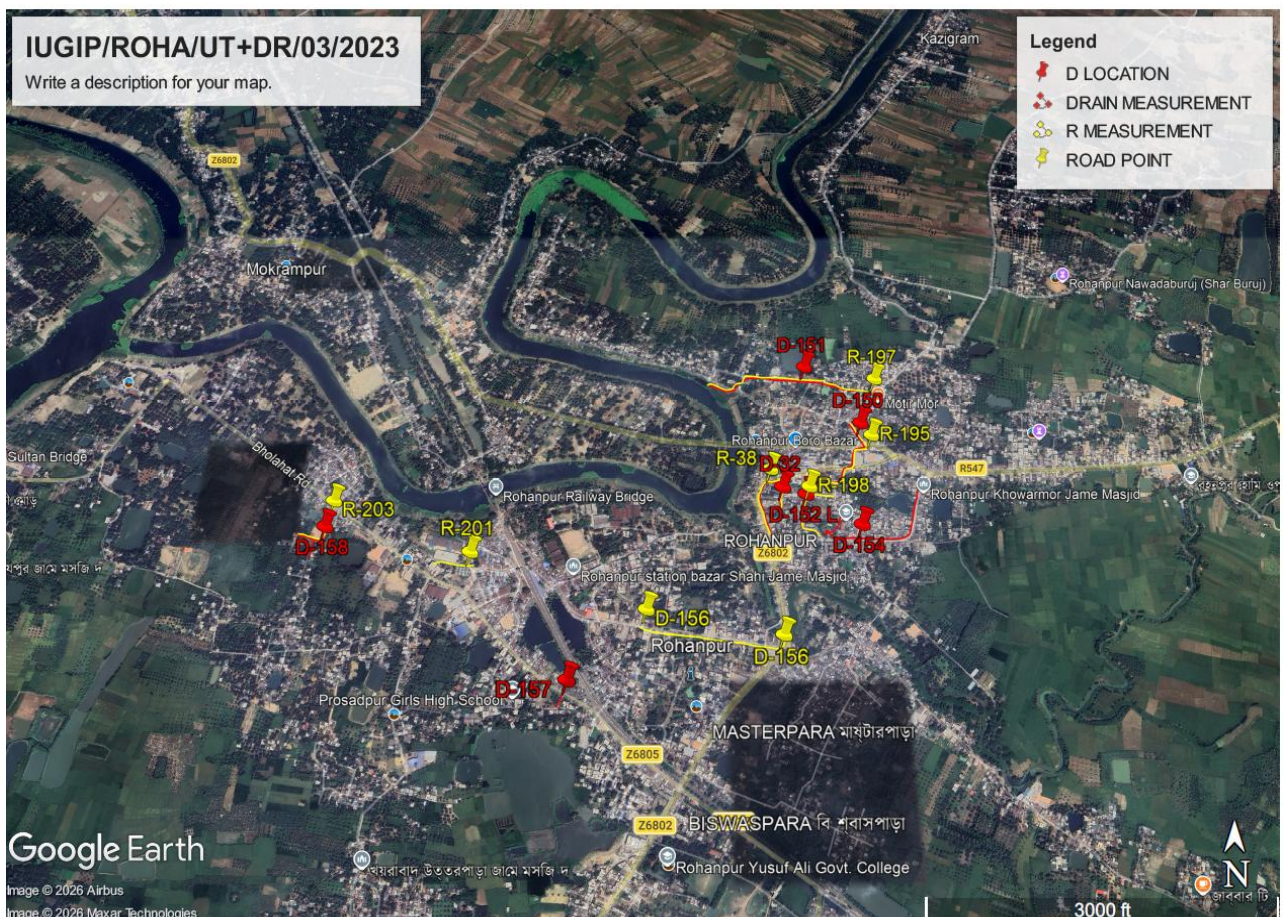 IUGIP/ROHA/UT+DR/03/2023
Write a description for your map.
Legend
D LOCATION
DRAIN MEASUREMENT
R MEASUREMENT
ROAD POINT
Kazigram
Z6802
Mokrampur
Rohanpur Nawadaburuj (Shar Buruj)
D-151
R-197
D-150
Motir Mor
Rohanpur Boro Bazar
R-195
Sultan Bridge
Bholahat Rd
R-38
D-32
R547
R-198
Rohanpur Railway Bridge
Rohanpur Khowarmor Jame Masjid
R-203
D-152 L,
D-158
R-201
ROHANPUR
D-154
Z6802
Rohanpur station bazar Shahi Jame Masjid
D-156
Rohanpur
D-156
D-157
Prosadpur Girls High School
MASTERPARA মাষ্টারপাড়া
Z6805
Z6802
BISWASPARA বি শ্বাসপাড়া
Google Earth
খয়রাবাদ উত্তরপাড়া জামে মসজি দ
Rohanpur Yusuf Ali Govt. College
N
Image © 2026 Airbus
Image © 2026 Maxar Technologies
3000 ft